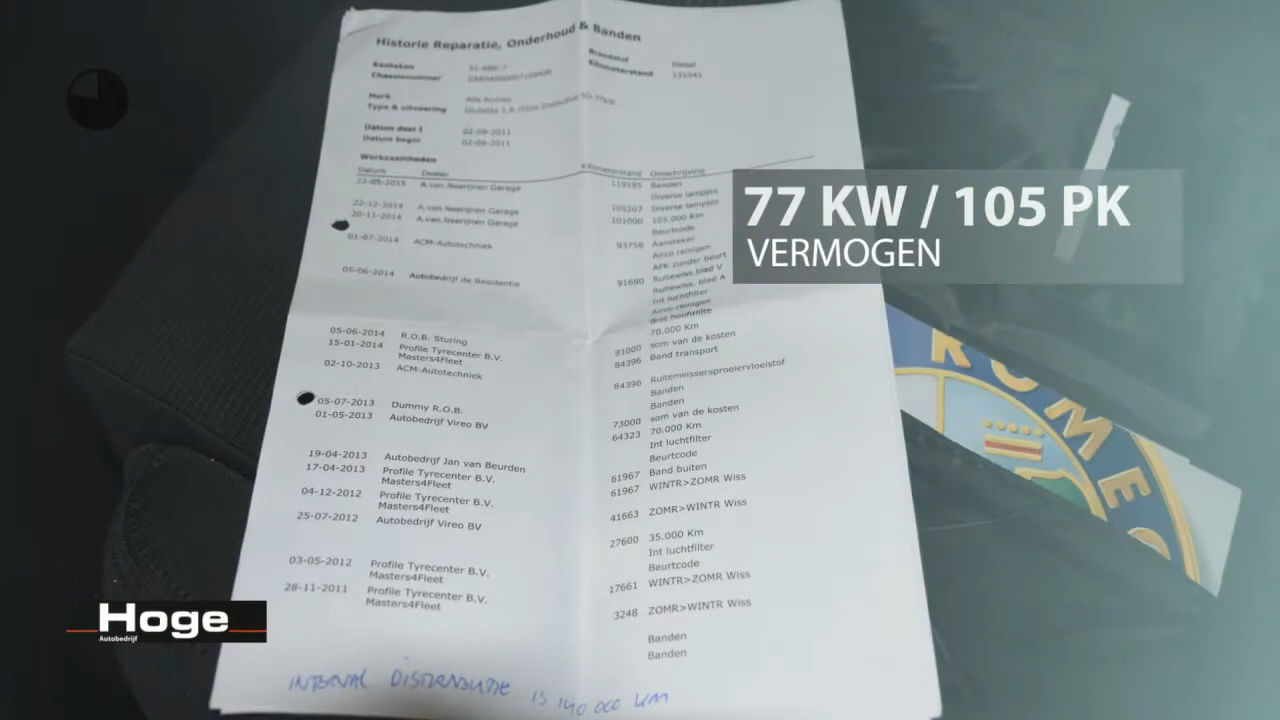 Historie Reparatie, Onderhoud & Banden
Kenteken
Chassisnummer
Brandstof Diesel
Kilometerstand 131041
Merk Alfa Romeo
Type & uitvoering Giulietta 1.6
Datum deel I 02-09-2011
Datum begin 02-09-2011
Werkzaamheden
Datum Dealer Kilometerstand Omschrijving
22-05-2015 A.van.Neerijnen Garage 119195 Banden
Diverse lampjes
22-12-2014 A.van.Neerijnen Garage 105207 Diverse lampjes
20-11-2014 A.van.Neerijnen Garage 101000 105.000 Km
Beurtcode
01-07-2014 ACM-Autotechniek 93756 Aansteker
Airco reinigen
APK zonder beurt
05-06-2014 Autobedrijf de Residentie 91690 Ruitewiss.blad V
Ruitewiss. blad A
Int luchtfilter
Airco reinigen
70.000 Km
05-06-2014 R.O.B. Sturing 91000 som van de kosten
15-01-2014 Profile Tyrecenter B.V. 84396 Band transport
Masters4Fleet
02-10-2013 ACM-Autotechniek 84396 Ruitenwissersproeiervloeistof
Banden
Banden
05-07-2013 Dummy R.O.B. 73000 som van de kosten
01-05-2013 Autobedrijf Vireo BV 64323 70.000 Km
Int luchtfilter
Beurtcode
19-04-2013 Autobedrijf Jan van Beurden 61967 Band buiten
17-04-2013 Profile Tyrecenter B.V. 61967 WINTR>ZOMR Wiss
Masters4Fleet
04-12-2012 Profile Tyrecenter B.V. 41663 ZOMR>WINTR Wiss
Masters4Fleet
25-07-2012 Autobedrijf Vireo BV 27600 35.000 Km
Int luchtfilter
Beurtcode
03-05-2012 Profile Tyrecenter B.V. 17661 WINTR>ZOMR Wiss
Masters4Fleet
28-11-2011 Profile Tyrecenter B.V. 3248 ZOMR>WINTR Wiss
Masters4Fleet
Banden
Banden
INTERVAL DISTRIBUTIE IS 140 000 KM
77 KW / 105 PK
VERMOGEN
ROMEO
Hoge
Autobedrijf